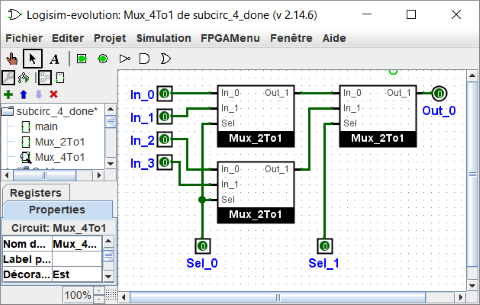 Logisim-evolution: Mux_4To1 de subcirc_4_done (v 2.14.6)
Fichier Editer Projet Simulation FPGAMenu Fenêtre Aide
A
subcirc_4_done*
main
Mux_2To1
Mux_4To1
Registers
Properties
Circuit: Mux_4To1
Nom d... Mux_4...
Label p...
Décora... Est
100%
In_0
In_1
In_2
In_3
In_0 Out_1
In_1
Sel
Mux_2To1
In_0 Out_1
In_1
Sel
Mux_2To1
In_0 Out_1
In_1
Sel
Mux_2To1
Out_0
Sel_0
Sel_1